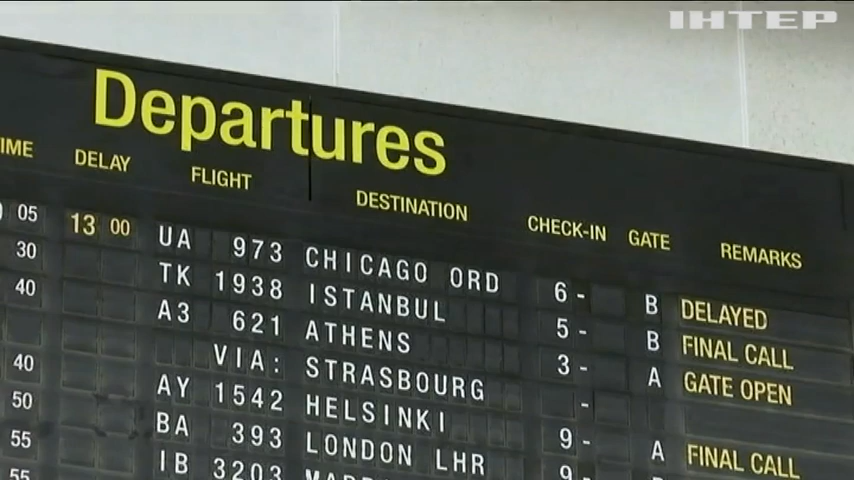 ІНТЕР
Departures
IME DELAY FLIGHT DESTINATION CHECK-IN GATE REMARKS
05 13 00 UA 973 CHICAGO ORD 6- B DELAYED
30 TK 1938 ISTANBUL 5- B FINAL CALL
40 A3 621 ATHENS 3- A GATE OPEN
VIA: STRASBOURG -
40 AY 1542 HELSINKI 9- A FINAL CALL
50 BA 393 LONDON LHR 9-
55 IB 3203
55